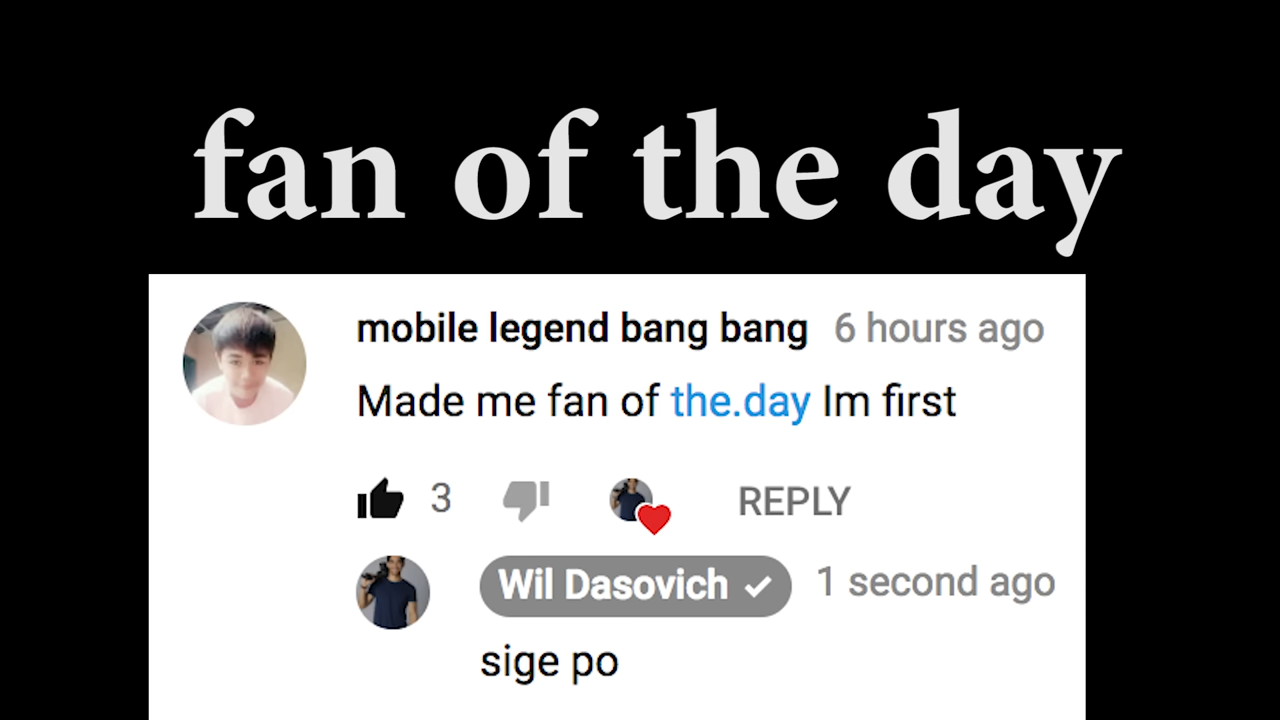 fan of the day
mobile legend bang bang 6 hours ago
Made me fan of the.day Im first
3 REPLY
Wil Dasovich 1 second ago
sige po